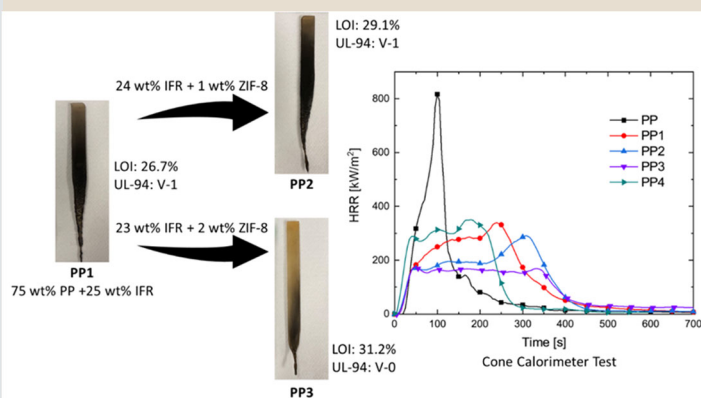 LOI: 29.1%
UL-94: V-1
24 wt% IFR + 1 wt% ZIF-8
PP2
LOI: 26.7%
UL-94: V-1
PP1
75 wt% PP +25 wt% IFR
23 wt% IFR + 2 wt% ZIF-8
LOI: 31.2%
UL-94: V-0
PP3
HRR [kW/m²]
800
600
400
200
0
PP
PP1
PP2
PP3
PP4
0 100 200 300 400 500 600 700
Time [s]
Cone Calorimeter Test